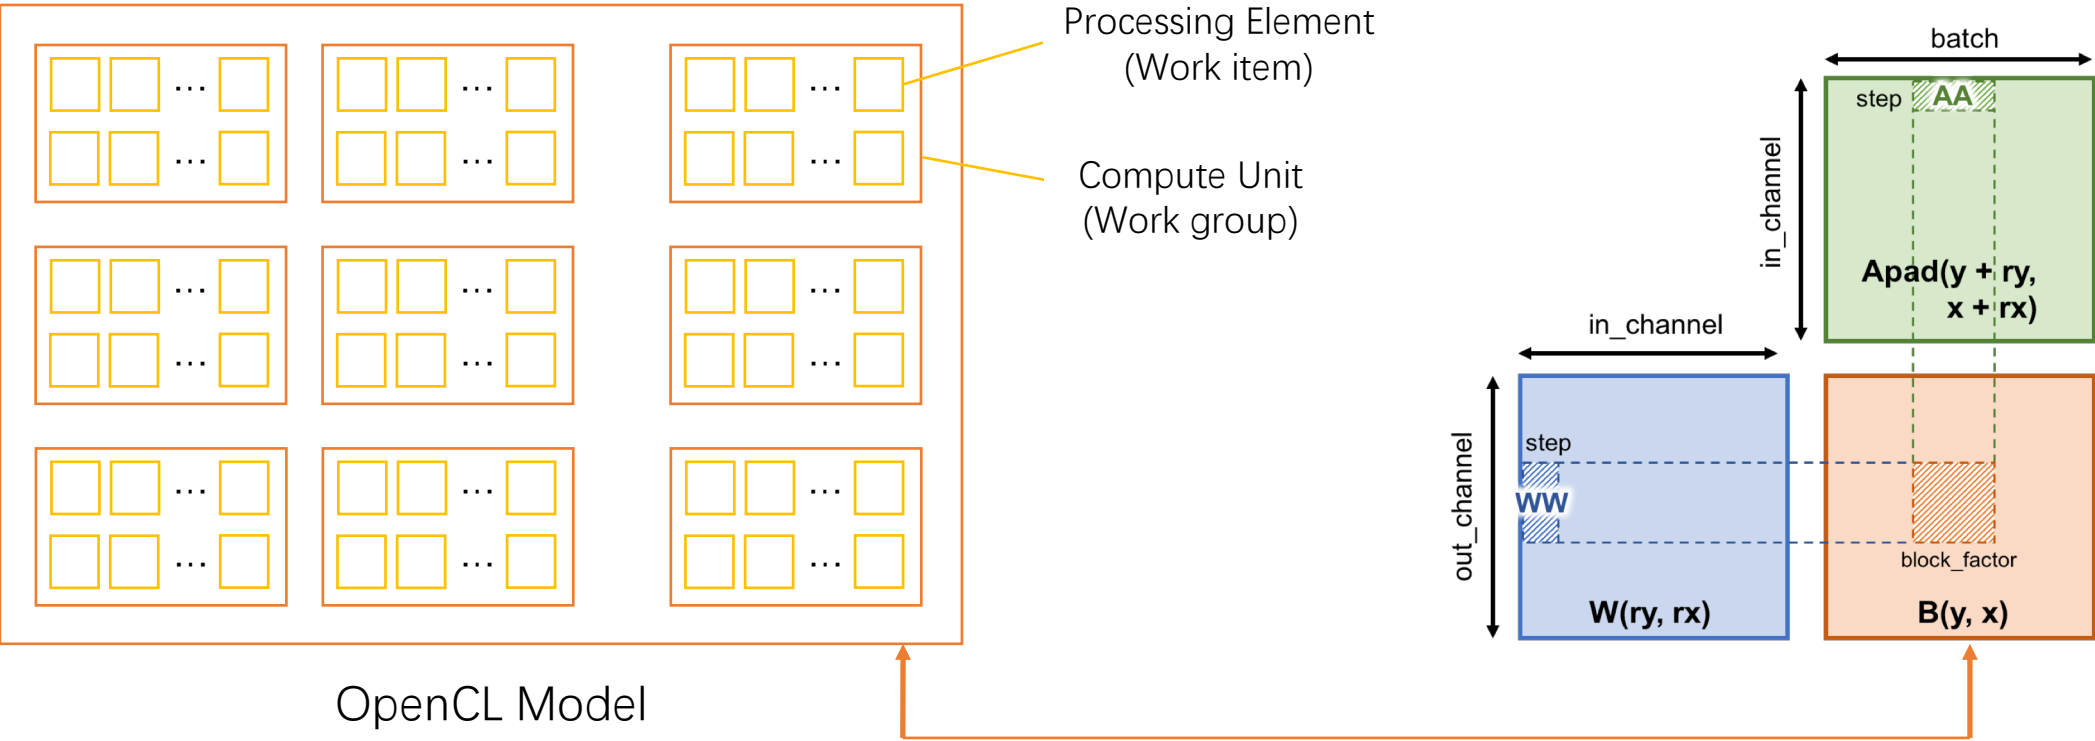 Processing Element
(Work item)
Compute Unit
(Work group)
... ... ...
... ... ...
... ... ...
... ... ...
... ... ...
... ... ...
OpenCL Model
batch
step
AA
in_channel
Apad(y + ry,
x + rx)
in_channel
out_channel
step
WW
block_factor
W(ry, rx)
B(y, x)